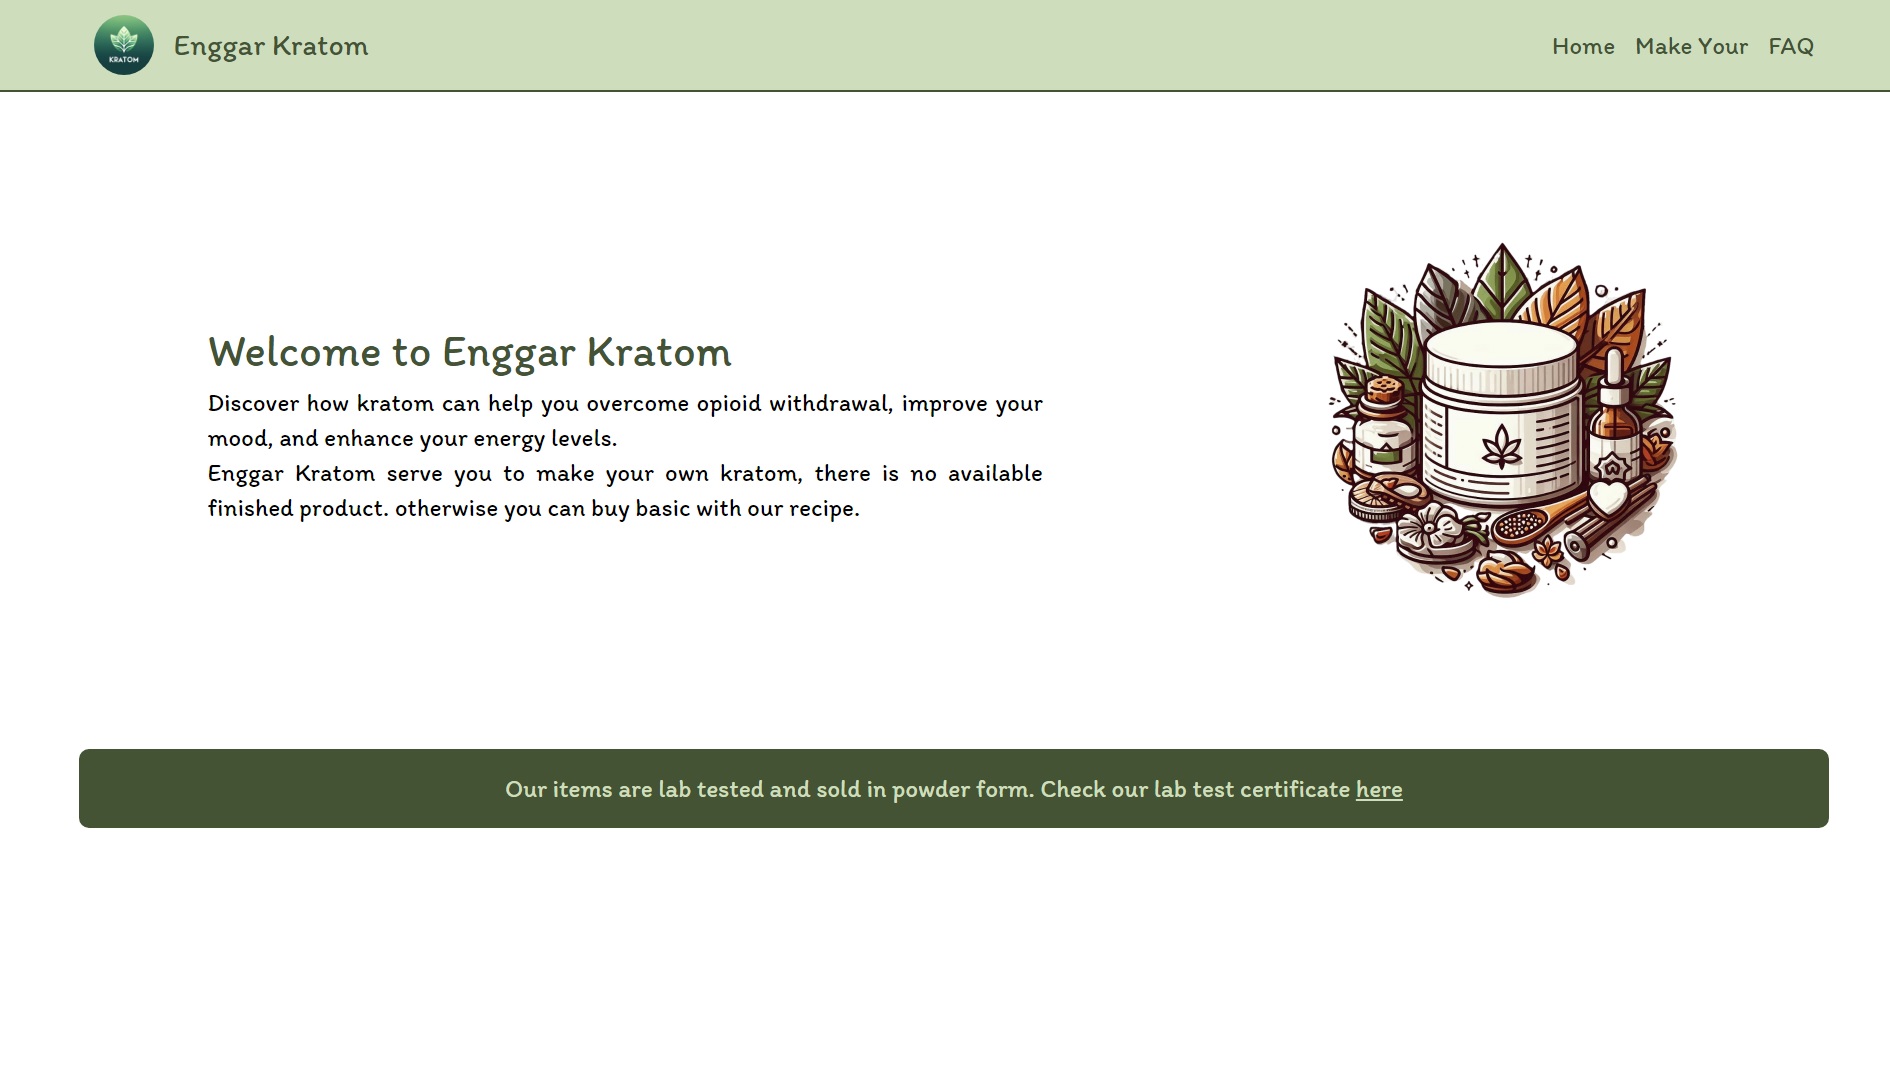 KRATOM
Enggar Kratom
Home
Make Your
FAQ
Welcome to Enggar Kratom
Discover how kratom can help you overcome opioid withdrawal, improve your
mood, and enhance your energy levels.
Enggar Kratom serve you to make your own kratom, there is no available
finished product. otherwise you can buy basic with our recipe.
Our items are lab tested and sold in powder form. Check our lab test certificate here